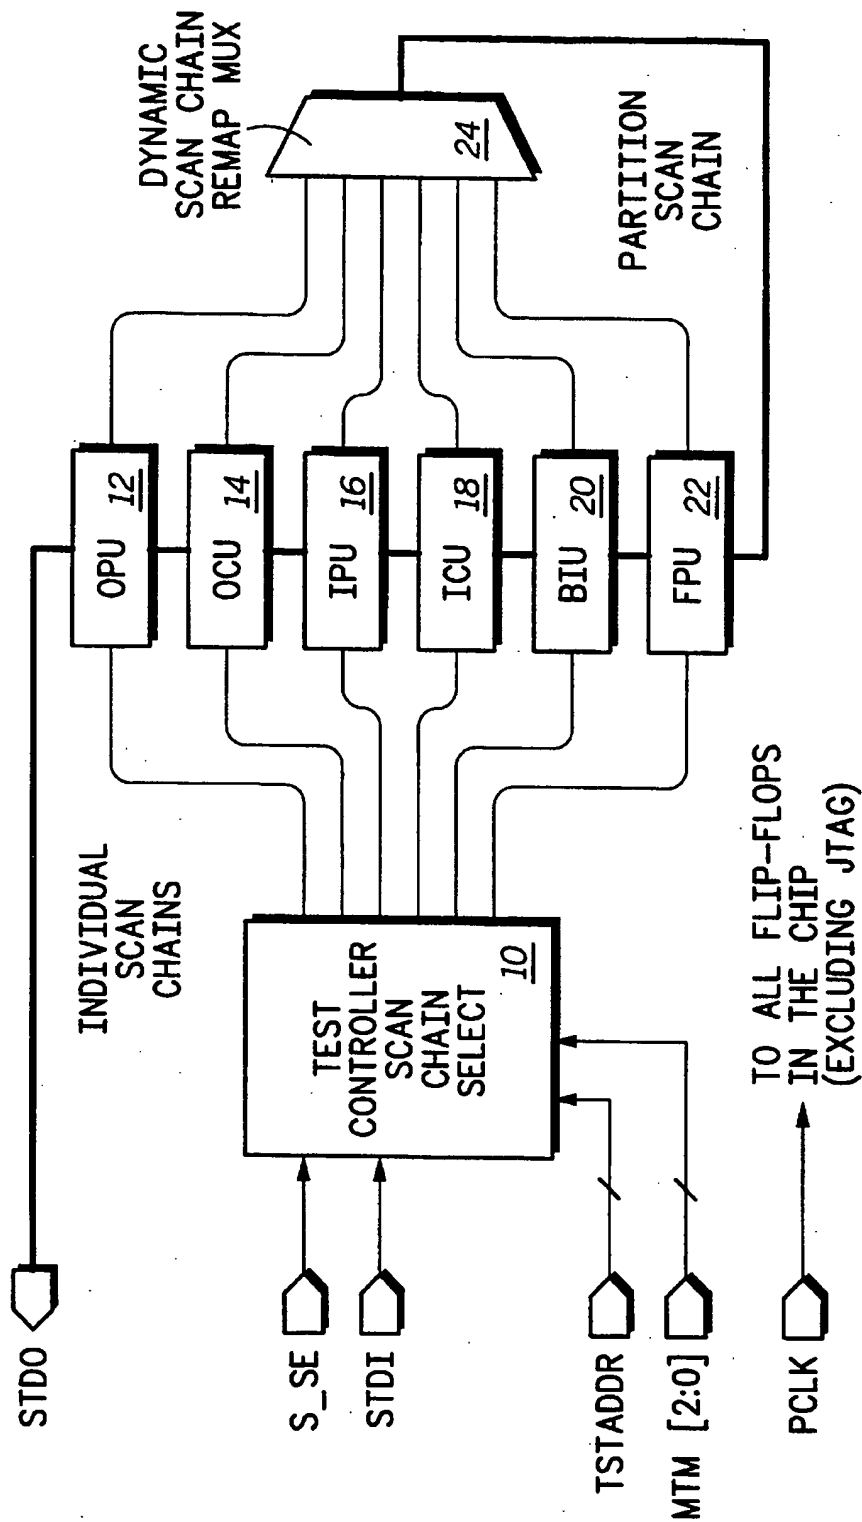 DYNAMIC
SCAN CHAIN
REMAP MUX
24
PARTITION
SCAN
CHAIN
OPU 12
OCU 14
IPU 16
ICU 18
BIU 20
FPU 22
INDIVIDUAL
SCAN
CHAINS
TEST
CONTROLLER
SCAN
CHAIN
SELECT
10
TO ALL FLIP-FLOPS
IN THE CHIP
(EXCLUDING JTAG)
STDO
S_SE
STDI
TSTADDR
MTM [2:0]
PCLK